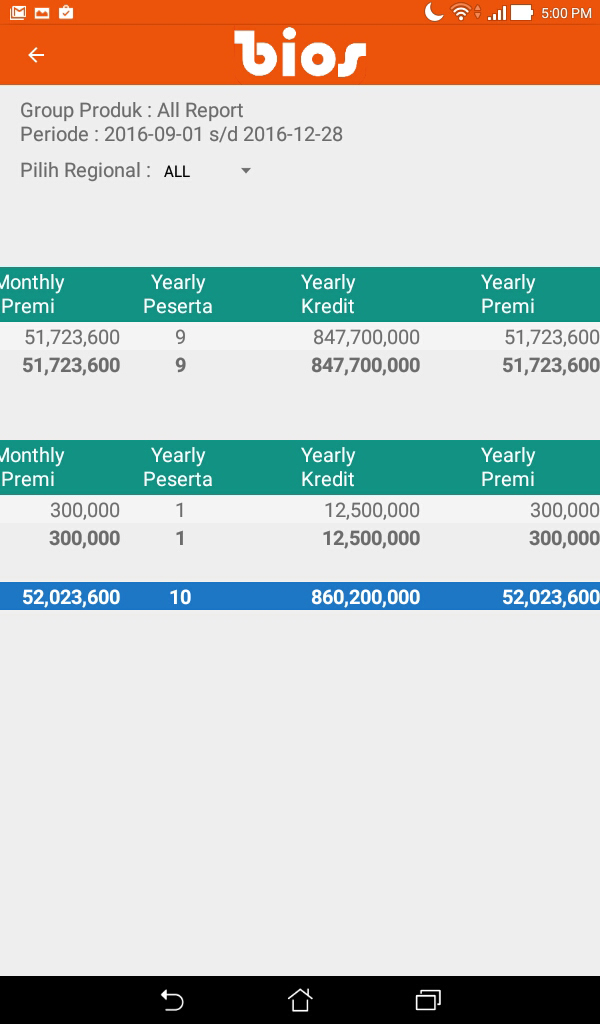 5:00 PM
bios
Group Produk : All Report
Periode : 2016-09-01 s/d 2016-12-28
Pilih Regional : ALL
Monthly Premi Yearly Peserta Yearly Kredit Yearly Premi
51,723,600 9 847,700,000 51,723,600
51,723,600 9 847,700,000 51,723,600
Monthly Premi Yearly Peserta Yearly Kredit Yearly Premi
300,000 1 12,500,000 300,000
300,000 1 12,500,000 300,000
52,023,600 10 860,200,000 52,023,600